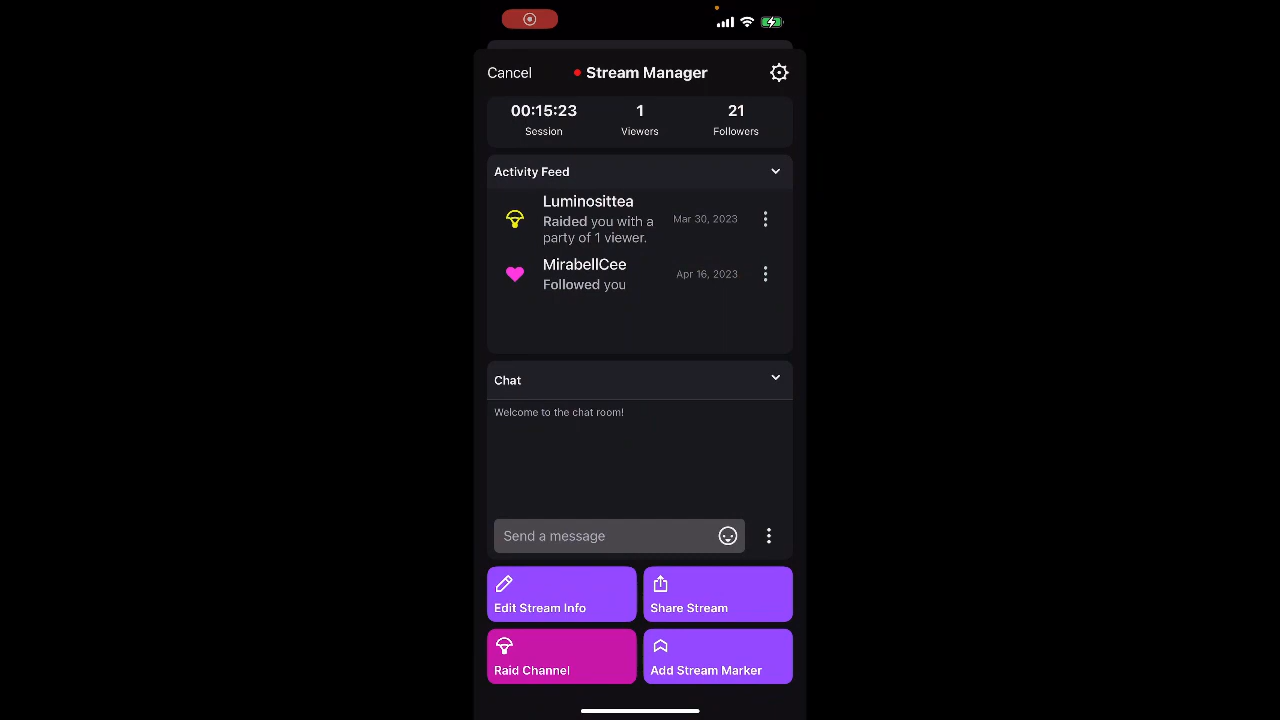 Cancel
Stream Manager
00:15:23
1
21
Session
Viewers
Followers
Activity Feed
Luminosittea
Raided you with a
party of 1 viewer.
Mar 30, 2023
MirabellCee
Followed you
Apr 16, 2023
Chat
Welcome to the chat room!
Send a message
Edit Stream Info
Share Stream
Raid Channel
Add Stream Marker